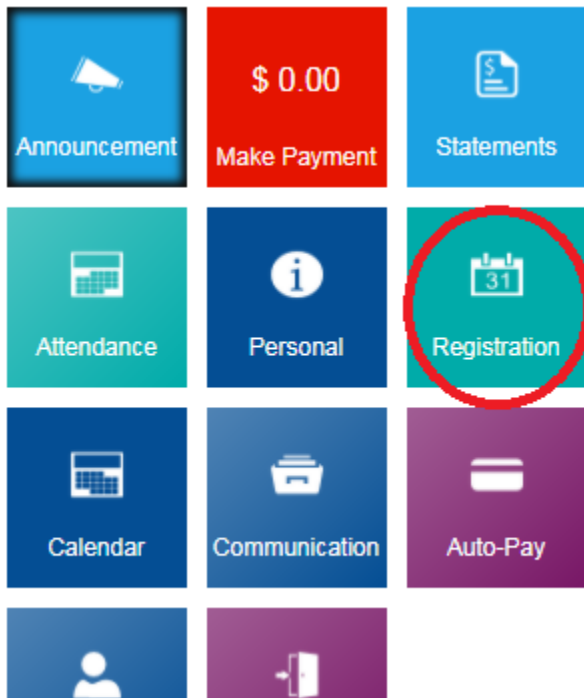 Announcement
$ 0.00
Make Payment
$
Statements
Attendance
i
Personal
31
Registration
Calendar
Communication
Auto-Pay